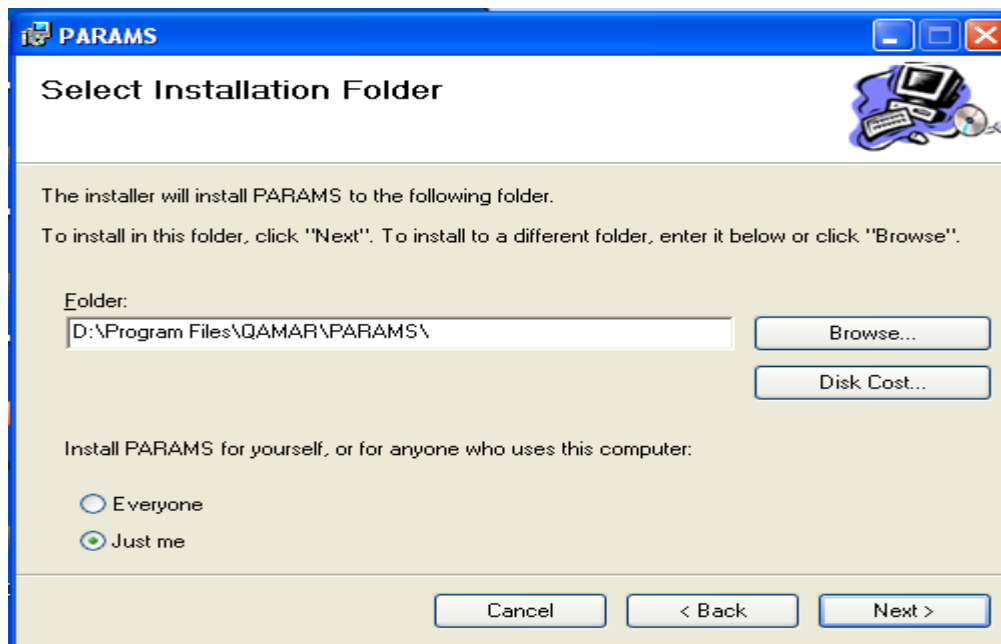 PARAMS
Select Installation Folder
The installer will install PARAMS to the following folder.
To install in this folder, click "Next". To install to a different folder, enter it below or click "Browse".
Folder:
D:\Program Files\QAMAR\PARAMS\
Browse...
Disk Cost...
Install PARAMS for yourself, or for anyone who uses this computer:
Everyone
Just me
Cancel
< Back
Next >